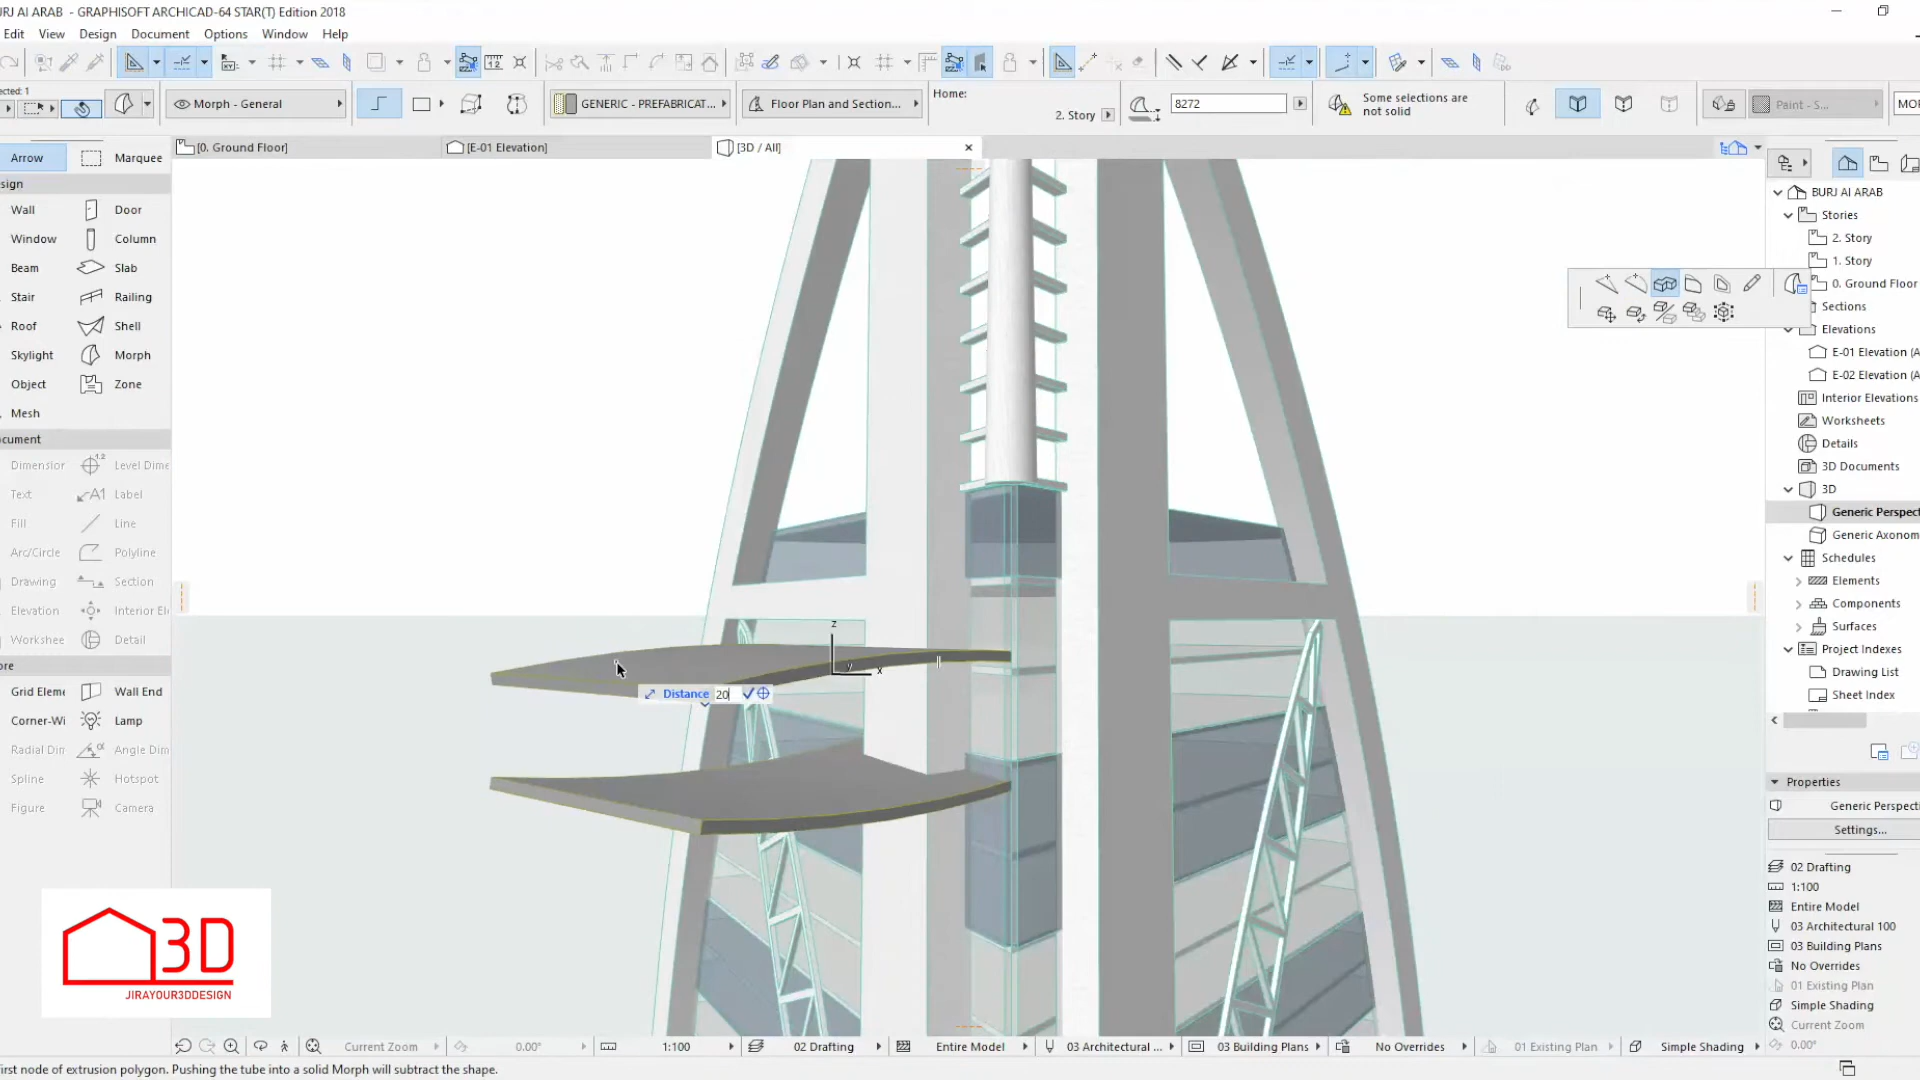 BURJ Al ARAB - GRAPHISOFT ARCHICAD-64 STAR(T) Edition 2018
Edit View Design Document Options Window Help
Morph - General
GENERIC - PREFABRICAT...
Floor Plan and Section...
Home:
2. Story
8272
Some selections are
not solid
Paint - S...
[0. Ground Floor]
[E-01 Elevation]
[3D / All]
Arrow
Marquee
Wall
Door
Window
Column
Beam
Slab
Stair
Railing
Roof
Shell
Skylight
Morph
Object
Zone
Mesh
Dimension
Level Dime
Text
Label
Fill
Line
Arc/Circle
Polyline
Drawing
Section
Elevation
Interior El
Workshee
Detail
Grid Eleme
Wall End
Corner-Wi
Lamp
Radial Dim
Angle Dim
Spline
Hotspot
Figure
Camera
z
y
x
Distance 20
3D
JIRAYOUR3DDESIGN
BURJ Al ARAB
Stories
2. Story
1. Story
0. Ground Floor
Sections
Elevations
E-01 Elevation (A
E-02 Elevation (A
Interior Elevations
Worksheets
Details
3D Documents
3D
Generic Perspect
Generic Axonom
Schedules
Elements
Components
Surfaces
Project Indexes
Drawing List
Sheet Index
Properties
Generic Perspecti
Settings...
02 Drafting
1:100
Entire Model
03 Architectural 100
03 Building Plans
No Overrides
01 Existing Plan
Simple Shading
Current Zoom
0.00°
Current Zoom
0.00°
1:100
02 Drafting
Entire Model
03 Architectural ...
03 Building Plans
No Overrides
01 Existing Plan
Simple Shading
irst node of extrusion polygon. Pushing the tube into a solid Morph will subtract the shape.